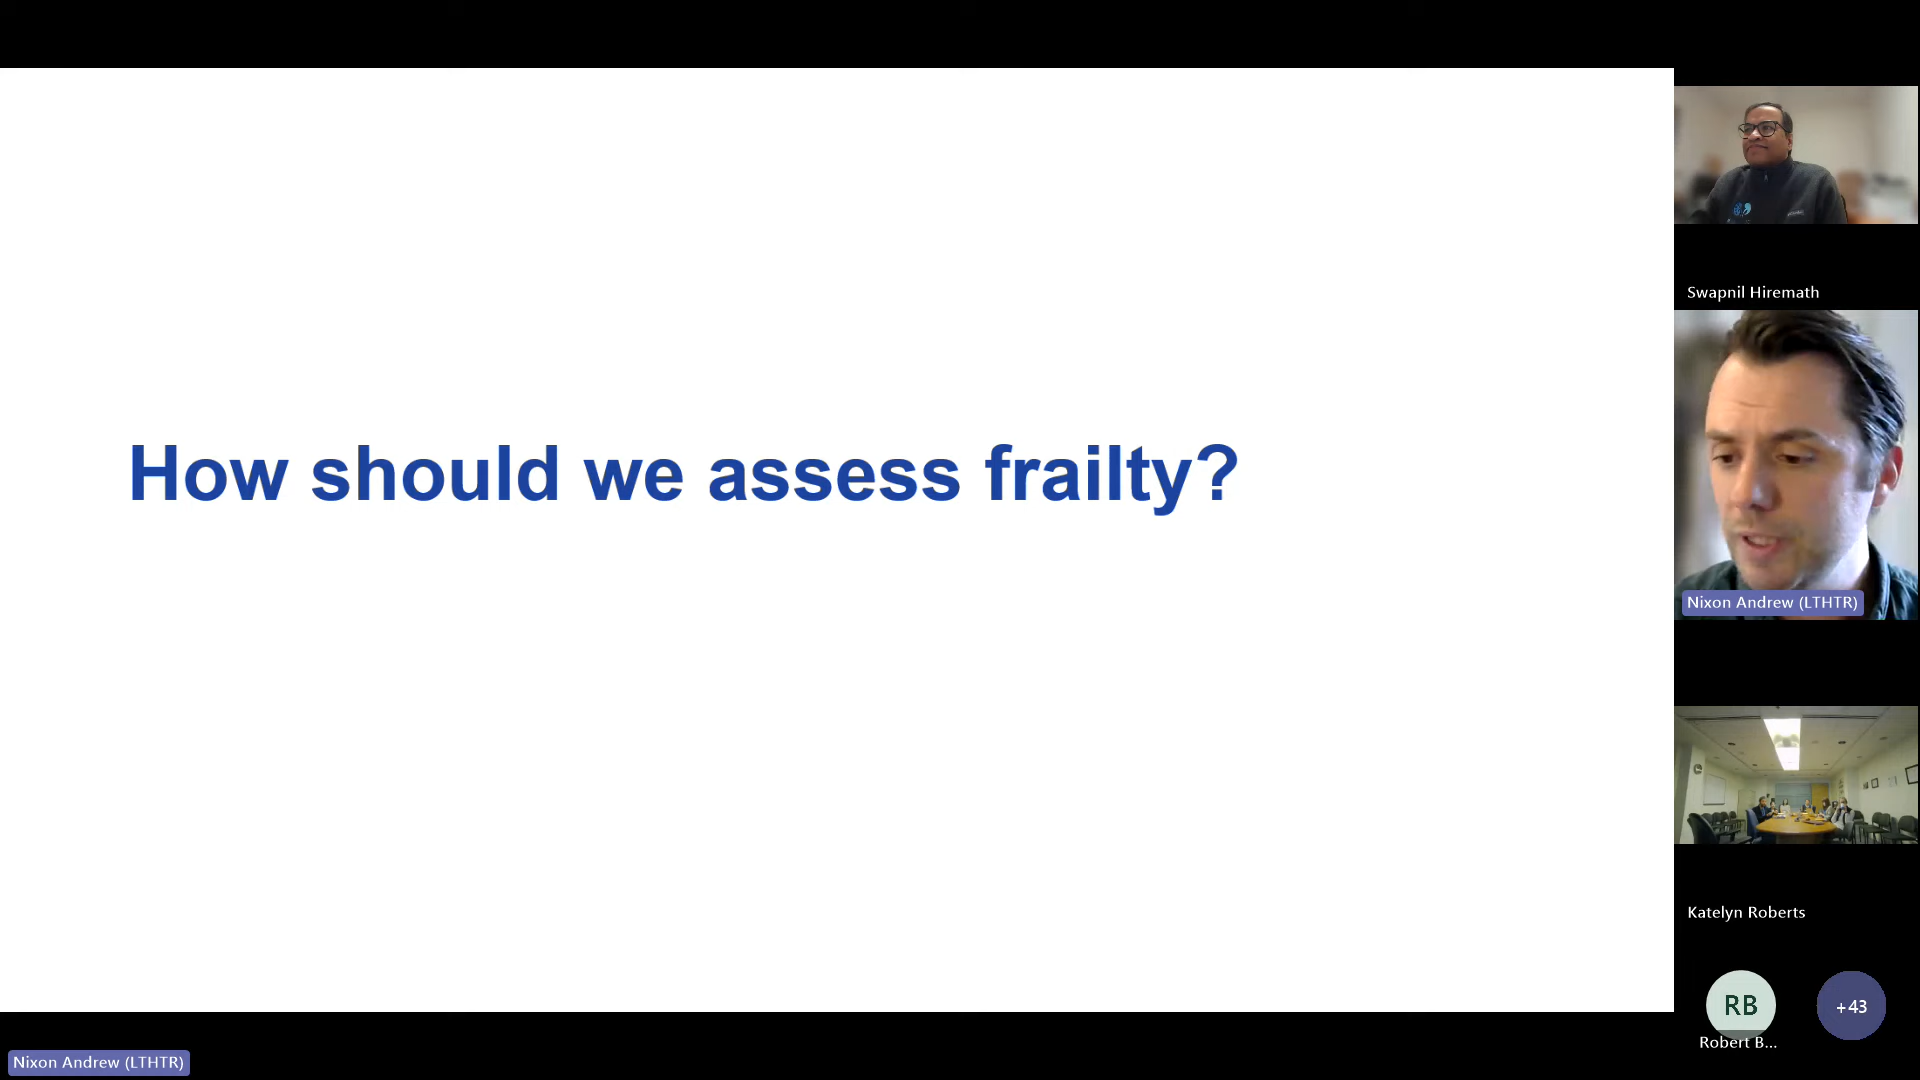 How should we assess frailty?
Swapnil Hiremath
Nixon Andrew (LTHTR)
Katelyn Roberts
RB
+43
Robert B...
Nixon Andrew (LTHTR)